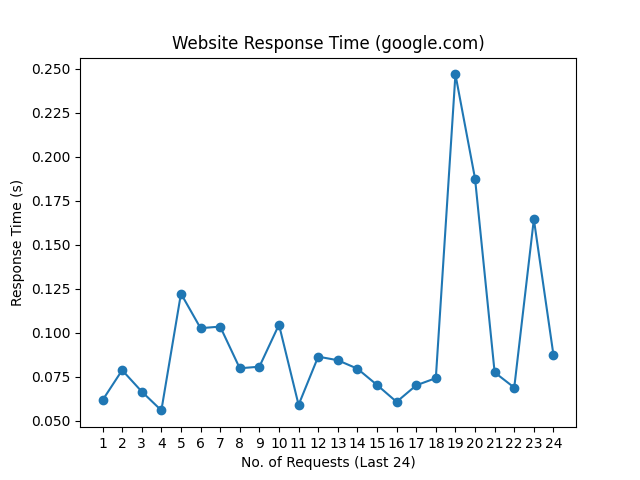 Website Response Time (google.com)
0.250
0.225
0.200
0.175
0.150
0.125
0.100
0.075
0.050
Response Time (s)
1 2 3 4 5 6 7 8 9 10 11 12 13 14 15 16 17 18 19 20 21 22 23 24
No. of Requests (Last 24)